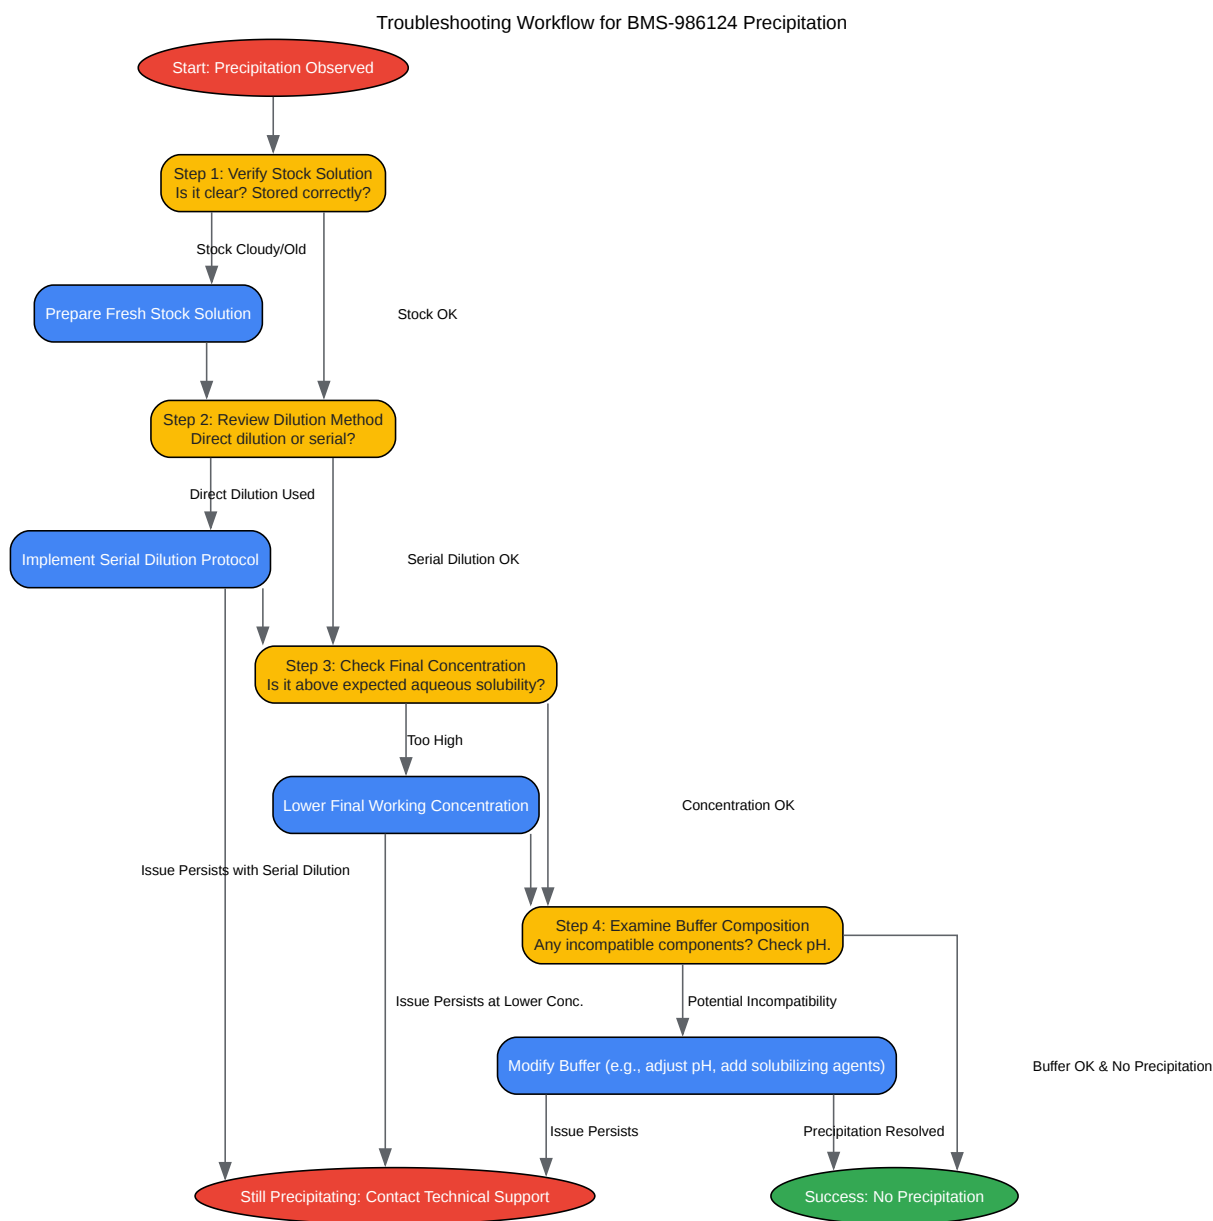 Troubleshooting Workflow for BMS-986124 Precipitation
Start: Precipitation Observed
Step 1: Verify Stock Solution
Is it clear? Stored correctly?
Stock Cloudy/Old
Prepare Fresh Stock Solution
Stock OK
Step 2: Review Dilution Method
Direct dilution or serial?
Direct Dilution Used
Implement Serial Dilution Protocol
Serial Dilution OK
Step 3: Check Final Concentration
Is it above expected aqueous solubility?
Too High
Lower Final Working Concentration
Concentration OK
Issue Persists with Serial Dilution
Step 4: Examine Buffer Composition
Any incompatible components? Check pH.
Issue Persists at Lower Conc.
Potential Incompatibility
Modify Buffer (e.g., adjust pH, add solubilizing agents)
Buffer OK & No Precipitation
Issue Persists
Precipitation Resolved
Still Precipitating: Contact Technical Support
Success: No Precipitation